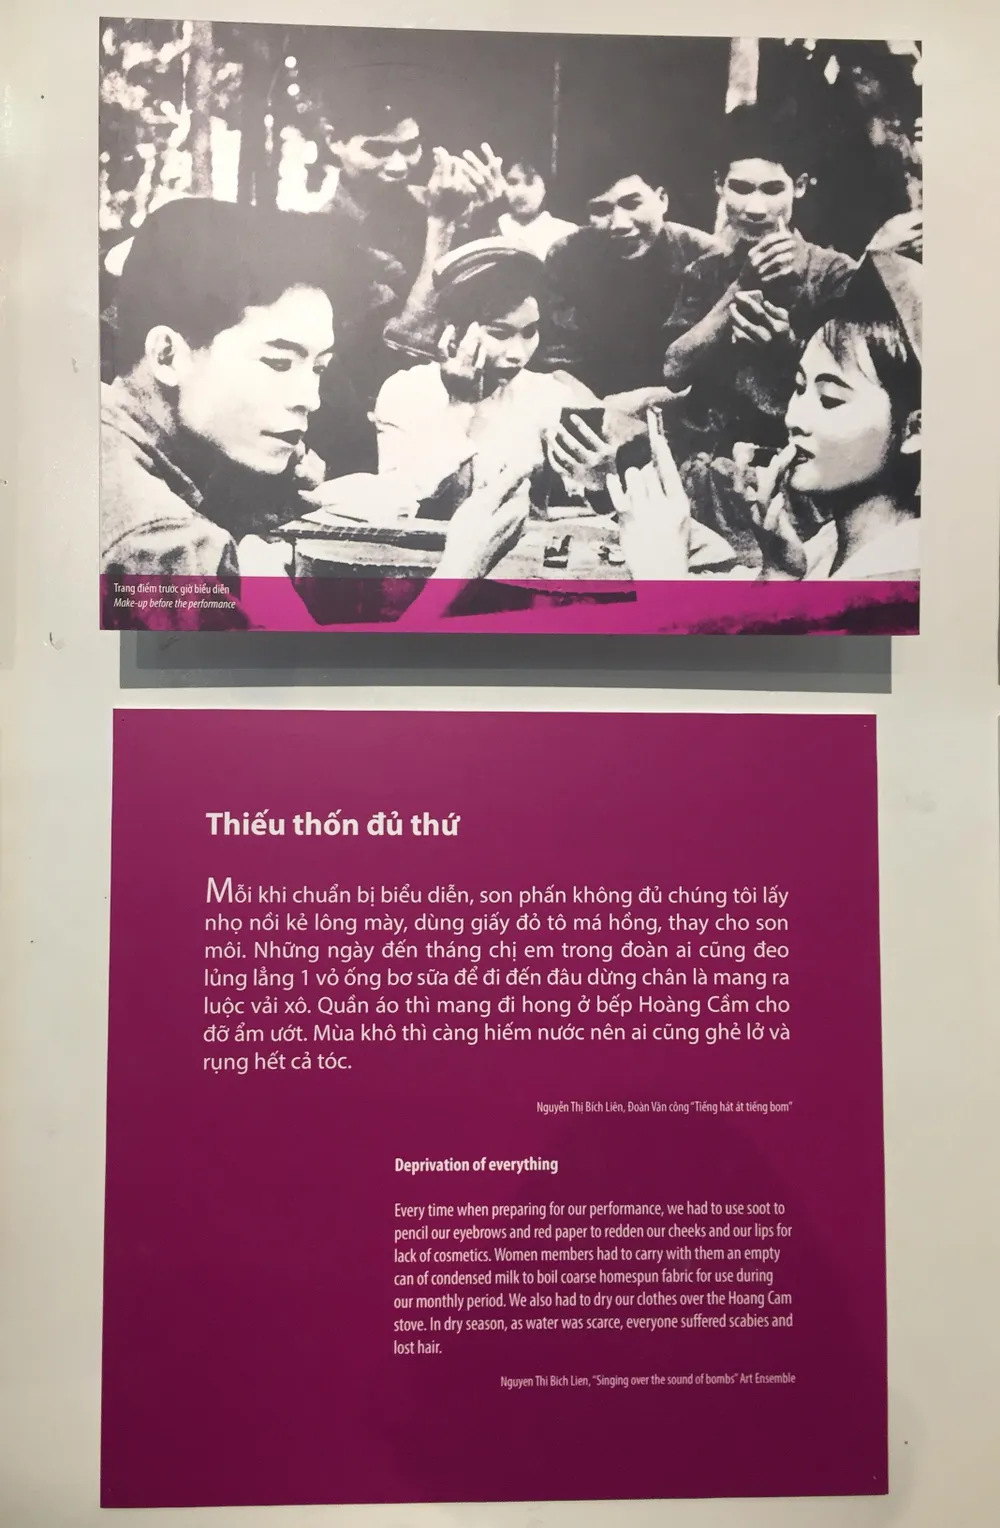 Trang điểm trước giờ biểu diễn
Make-up before the performance
Thiếu thốn đủ thứ
Mỗi khi chuẩn bị biểu diễn, son phấn không đủ chúng tôi lấy
nhọ nồi kẻ lông mày, dùng giấy đỏ tô má hồng, thay cho son
môi. Những ngày đến tháng chị em trong đoàn ai cũng đeo
lủng lẳng 1 vỏ ống bơ sữa để đi đến đâu dừng chân là mang ra
luộc vải xô. Quần áo thì mang đi hong ở bếp Hoàng Cầm cho
đỡ ẩm ướt. Mùa khô thì càng hiếm nước nên ai cũng ghẻ lở và
rụng hết cả tóc.
Nguyễn Thị Bích Liên, Đoàn Văn công "Tiếng hát át tiếng bom"
Deprivation of everything
Every time when preparing for our performance, we had to use soot to
pencil our eyebrows and red paper to redden our cheeks and our lips for
lack of cosmetics. Women members had to carry with them an empty
can of condensed milk to boil coarse homespun fabric for use during
our monthly period. We also had to dry our clothes over the Hoang Cam
stove. In dry season, as water was scarce, everyone suffered scabies and
lost hair.
Nguyen Thi Bich Lien, "Singing over the sound of bombs" Art Ensemble